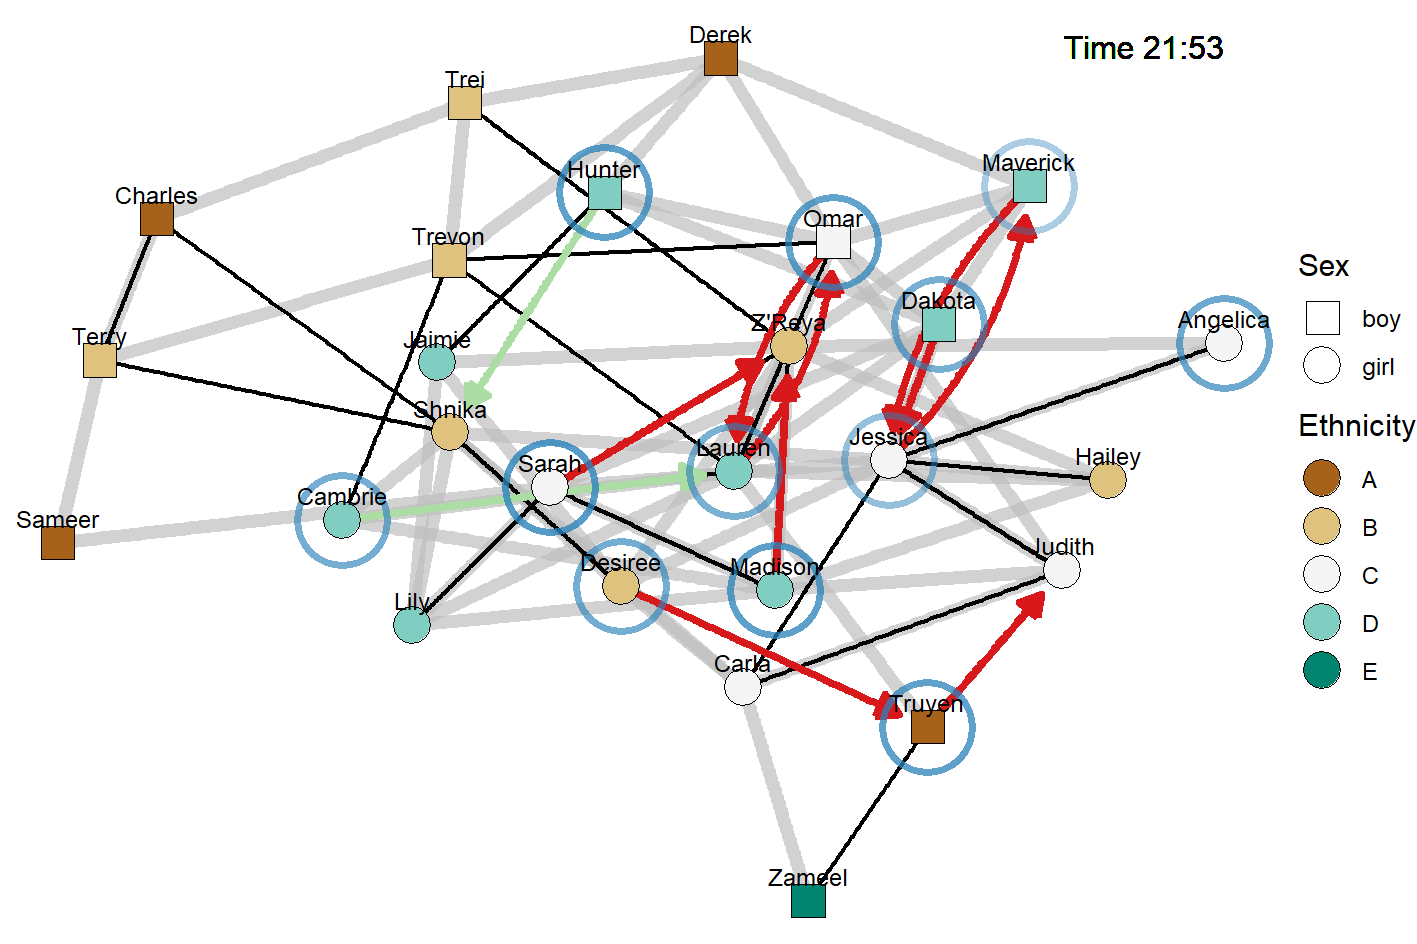 Derek
Time 21:53
Trei
Hunter
Maverick
Charles
Omar
Trevon
Sex
Dakota
boy
Angelica
Z'Reya
Terry
Jaimie
girl
Shnika
Ethnicity
Jessica
Lauren
Hailey
Sarah
A
Cambrie
Sameer
B
Judith
Desiree
Madison
C
Lily
D
Carla
E
Truyen
Zameel